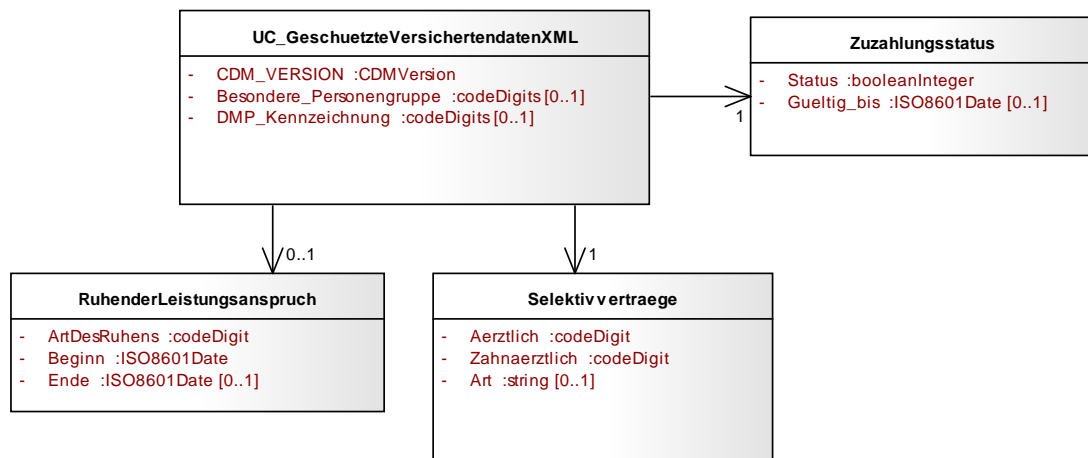 UC_GeschuetzteVersichertendatenXML
- CDM_VERSION :CDMVersion
- Besondere_Personengruppe :codeDigits [0..1]
- DMP_Kennzeichnung :codeDigits [0..1]
Zuzahlungsstatus
- Status :booleanInteger
- Gueltig_bis :ISO8601Date [0..1]
1
0..1
1
RuhenderLeistungsanspruch
- ArtDesRuhens :codeDigit
- Beginn :ISO8601Date
- Ende :ISO8601Date [0..1]
Selektivvertraege
- Aerztlich :codeDigit
- Zahnaerztlich :codeDigit
- Art :string [0..1]